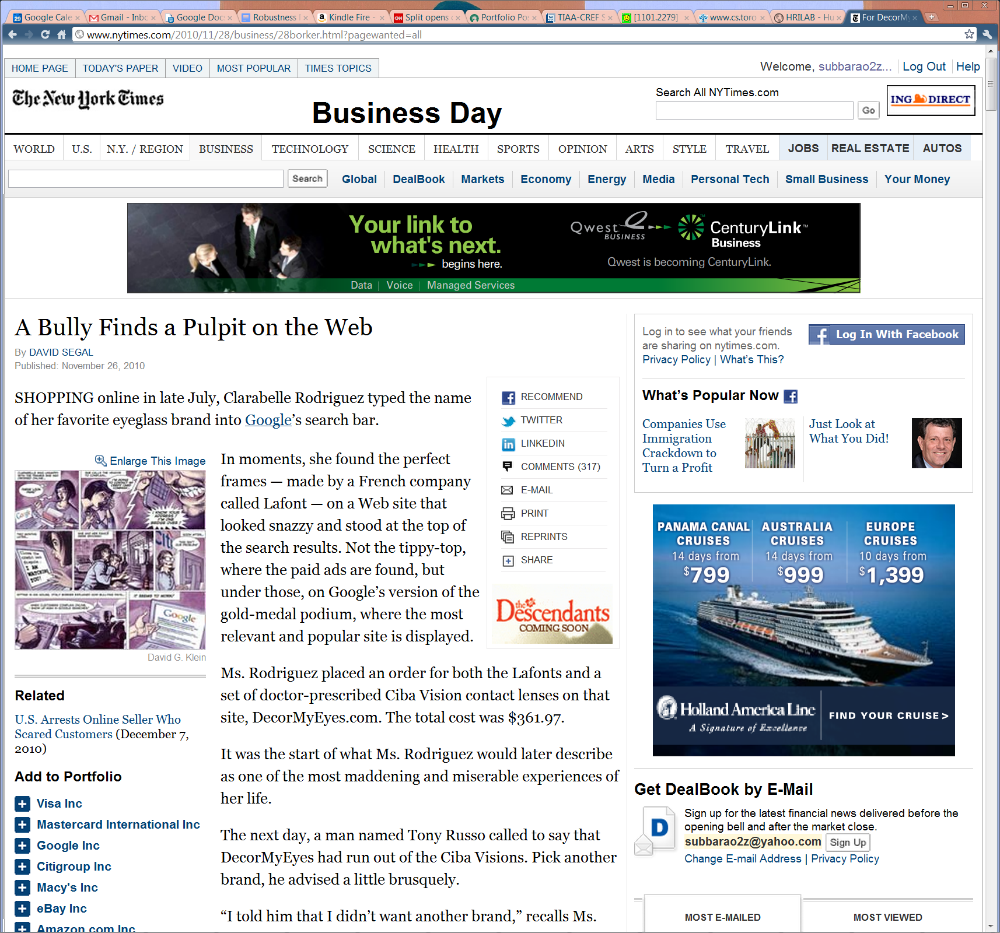 Google Cale
Gmail - Inbo
Google Doc
Robustness
Kindle Fire -
CNN Split opens
Portfolio Po
TIAA-CREF S
[1101.2279]
www.cs.toro
HRILAB - Hu
For DecorMy
www.nytimes.com/2010/11/28/business/28borker.html?pagewanted=all
HOME PAGE
TODAY'S PAPER
VIDEO
MOST POPULAR
TIMES TOPICS
Welcome, subbarao2z...
Log Out
Help
The New York Times
Business Day
Search All NYTimes.com
Go
ING DIRECT
WORLD
U.S.
N.Y. / REGION
BUSINESS
TECHNOLOGY
SCIENCE
HEALTH
SPORTS
OPINION
ARTS
STYLE
TRAVEL
JOBS
REAL ESTATE
AUTOS
Search
Global
DealBook
Markets
Economy
Energy
Media
Personal Tech
Small Business
Your Money
Your link to
what's next.
begins here.
Data | Voice | Managed Services
Qwest
BUSINESS
CenturyLink™
Business
Qwest is becoming CenturyLink.
A Bully Finds a Pulpit on the Web
By DAVID SEGAL
Published: November 26, 2010
SHOPPING online in late July, Clarabelle Rodriguez typed the name
of her favorite eyeglass brand into Google’s search bar.
Enlarge This Image
Google
David G. Klein
Related
U.S. Arrests Online Seller Who
Scared Customers (December 7,
2010)
Add to Portfolio
Visa Inc
Mastercard International Inc
Google Inc
Citigroup Inc
Macy's Inc
eBay Inc
Amazon.com Inc
In moments, she found the perfect
frames — made by a French company
called Lafont — on a Web site that
looked snazzy and stood at the top of
the search results. Not the tippy-top,
where the paid ads are found, but
under those, on Google’s version of the
gold-medal podium, where the most
relevant and popular site is displayed.
Ms. Rodriguez placed an order for both the Lafonts and a
set of doctor-prescribed Ciba Vision contact lenses on that
site, DecorMyEyes.com. The total cost was $361.97.
It was the start of what Ms. Rodriguez would later describe
as one of the most maddening and miserable experiences of
her life.
The next day, a man named Tony Russo called to say that
DecorMyEyes had run out of the Ciba Visions. Pick another
brand, he advised a little brusquely.
“I told him that I didn’t want another brand,” recalls Ms.
RECOMMEND
TWITTER
LINKEDIN
COMMENTS (317)
E-MAIL
PRINT
REPRINTS
SHARE
the Descendants
COMING SOON
Log in to see what your friends
are sharing on nytimes.com.
Privacy Policy | What’s This?
Log In With Facebook
What’s Popular Now
Companies Use
Immigration
Crackdown to
Turn a Profit
Just Look at
What You Did!
PANAMA CANAL
CRUISES
14 days from
$799
AUSTRALIA
CRUISES
14 days from
$999
EUROPE
CRUISES
10 days from
$1,399
Holland America Line
A Signature of Excellence
FIND YOUR CRUISE >
Get DealBook by E-Mail
Sign up for the latest financial news delivered before the
opening bell and after the market close.
subbarao2z@yahoo.com
Sign Up
Change E-mail Address | Privacy Policy
MOST E-MAILED
MOST VIEWED